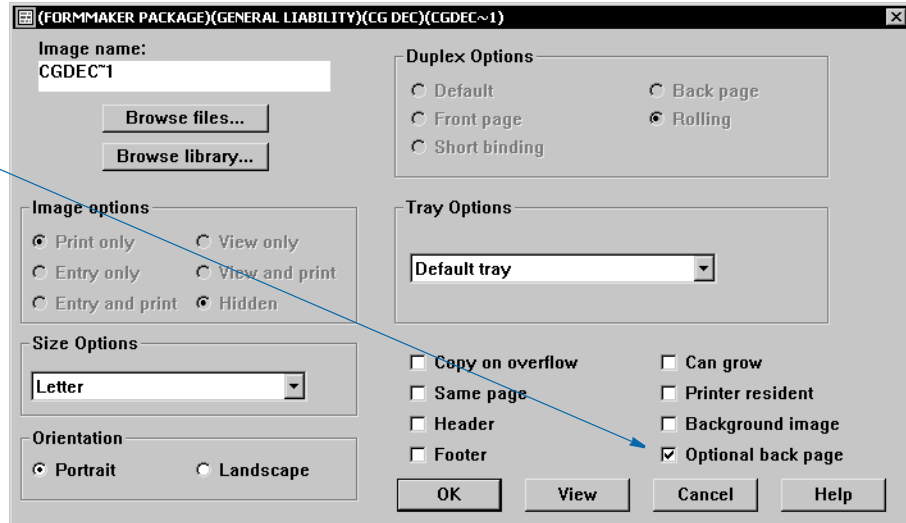 (FORMMAKER PACKAGE)(GENERAL LIABILITY)(CG DEC)(CGDEC~1)
Image name:
CGDEC~1
Browse files...
Browse library...
Duplex Options
Default
Back page
Front page
Rolling
Short binding
Image options
Print only
View only
Entry only
View and print
Entry and print
Hidden
Tray Options
Default tray
Size Options
Letter
Orientation
Portrait
Landscape
Copy on overflow
Can grow
Same page
Printer resident
Header
Background image
Footer
Optional back page
OK
View
Cancel
Help